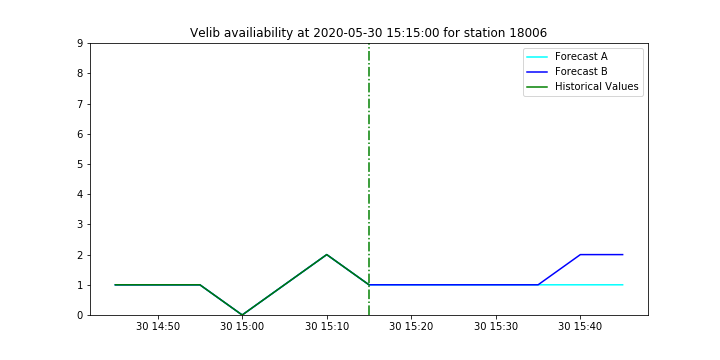 Velib availiability at 2020-05-30 15:15:00 for station 18006
9
8
7
6
5
4
3
2
1
0
Forecast A
Forecast B
Historical Values
30 14:50 30 15:00 30 15:10 30 15:20 30 15:30 30 15:40